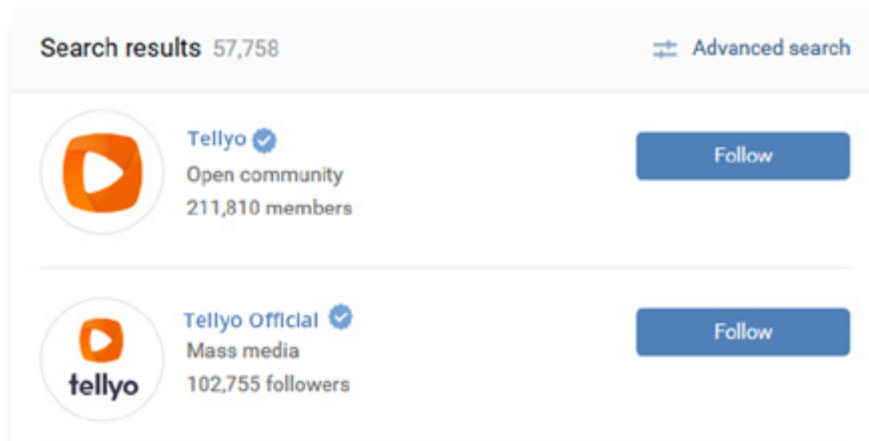 Search results 57,758
Advanced search
Tellyo
Open community
211,810 members
Follow
Tellyo Official
Mass media
102,755 followers
Follow
tellyo